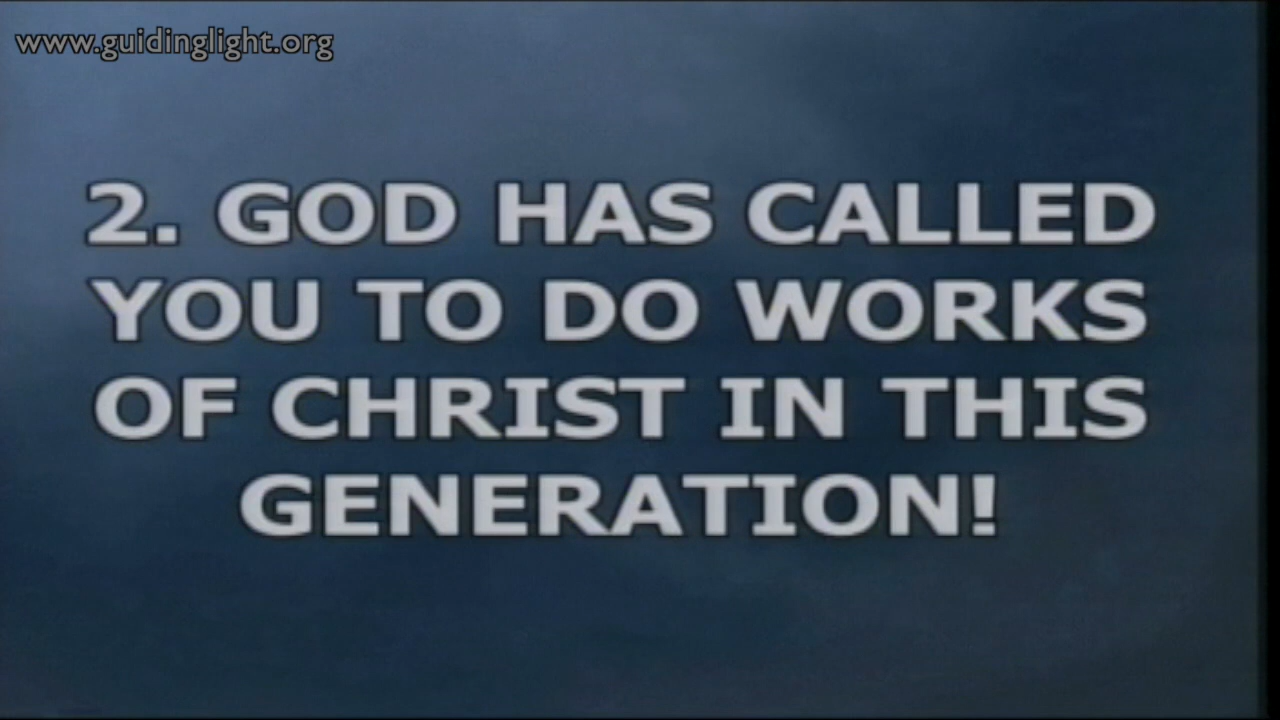 www.guidinglight.org
2. GOD HAS CALLED
YOU TO DO WORKS
OF CHRIST IN THIS
GENERATION!